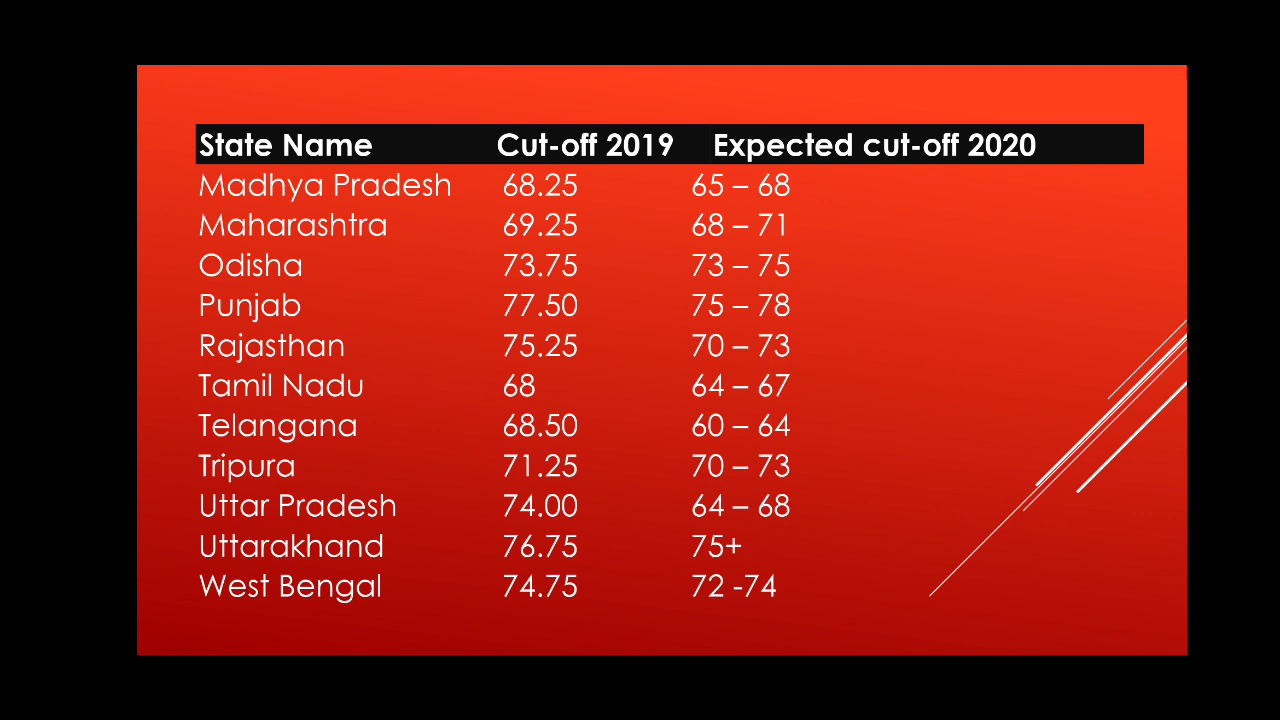 State Name Cut-off 2019 Expected cut-off 2020
Madhya Pradesh 68.25 65 – 68
Maharashtra 69.25 68 – 71
Odisha 73.75 73 – 75
Punjab 77.50 75 – 78
Rajasthan 75.25 70 – 73
Tamil Nadu 68 64 – 67
Telangana 68.50 60 – 64
Tripura 71.25 70 – 73
Uttar Pradesh 74.00 64 – 68
Uttarakhand 76.75 75+
West Bengal 74.75 72 -74